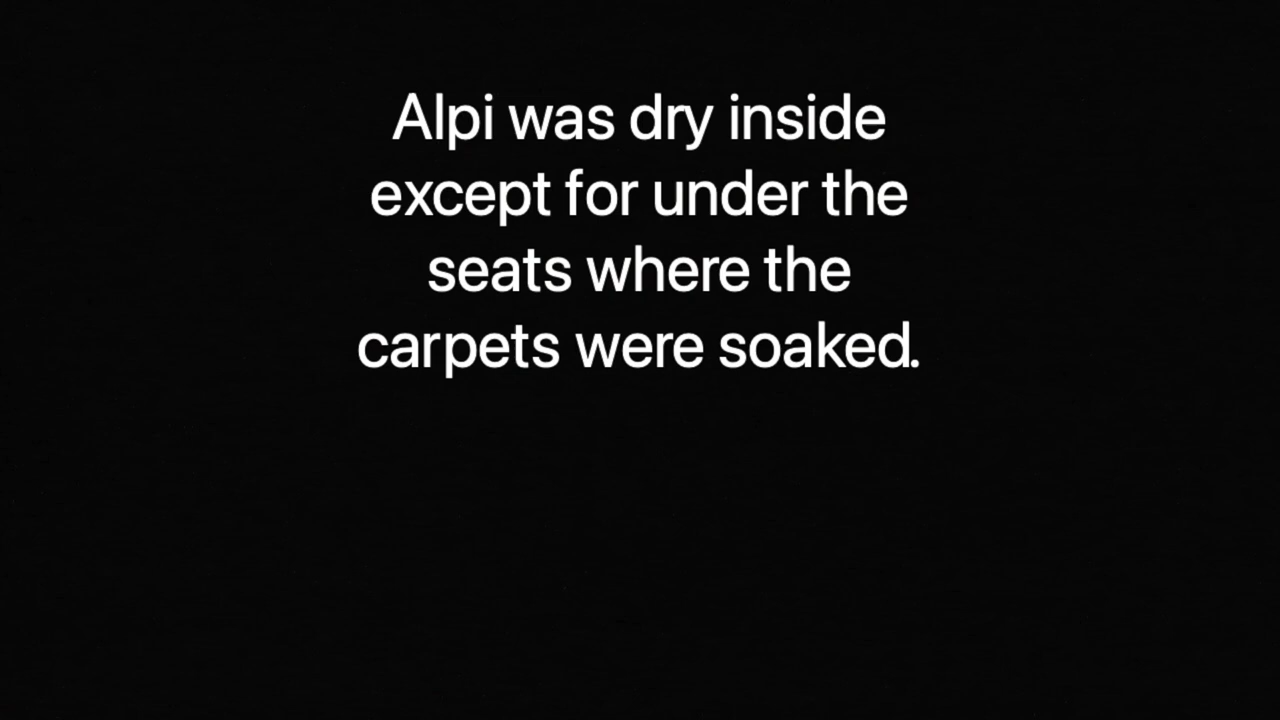 Alpi was dry inside
except for under the
seats where the
carpets were soaked.